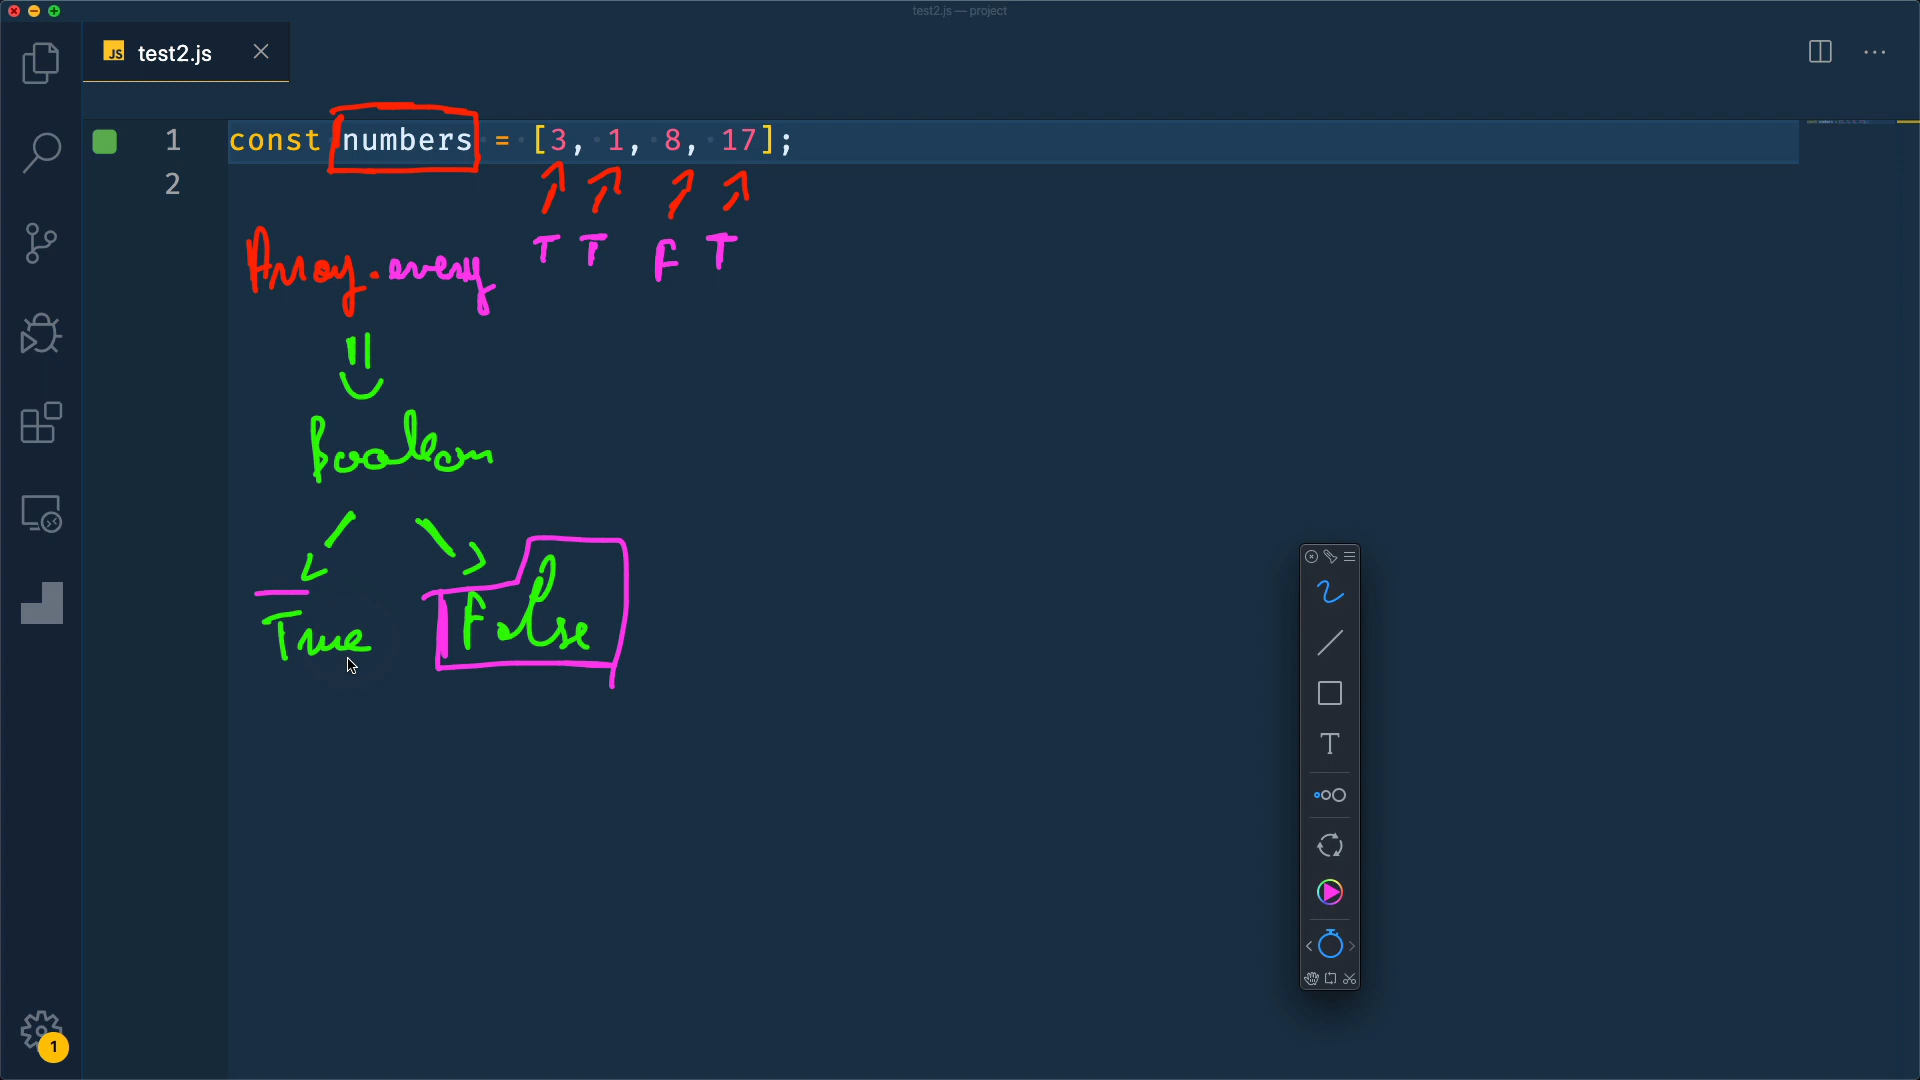 test2.js — project
JS test2.js
1 const numbers = [3, 1, 8, 17];
2
T T F T
Array.every
Boolean
True False
T
1